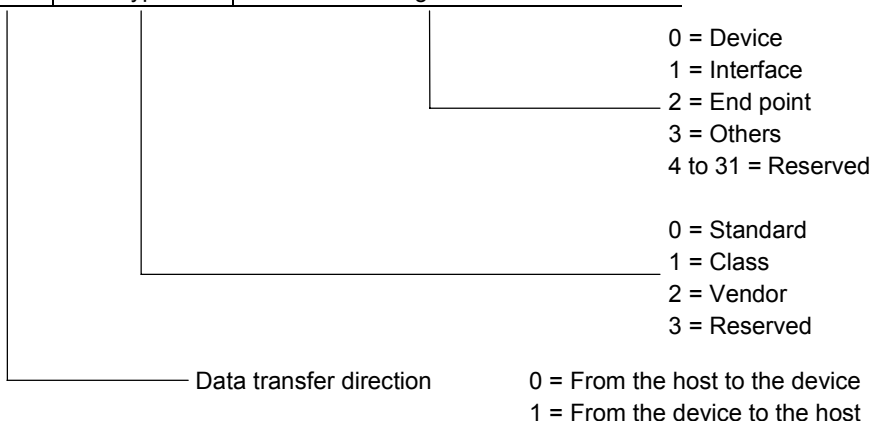 0 = Device
1 = Interface
2 = End point
3 = Others
4 to 31 = Reserved
0 = Standard
1 = Class
2 = Vendor
3 = Reserved
Data transfer direction 0 = From the host to the device
1 = From the device to the host